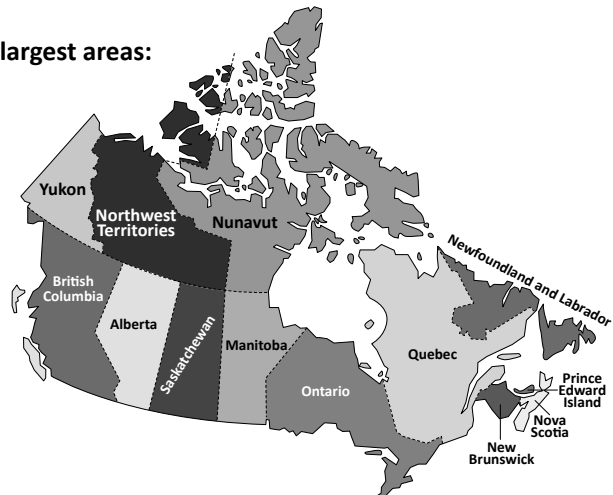 largest areas:
Yukon
Northwest
Territories
Nunavut
British
Columbia
Alberta
Saskatchewan
Manitoba
Ontario
Quebec
Newfoundland and Labrador
Prince
Edward
Island
Nova
Scotia
New
Brunswick